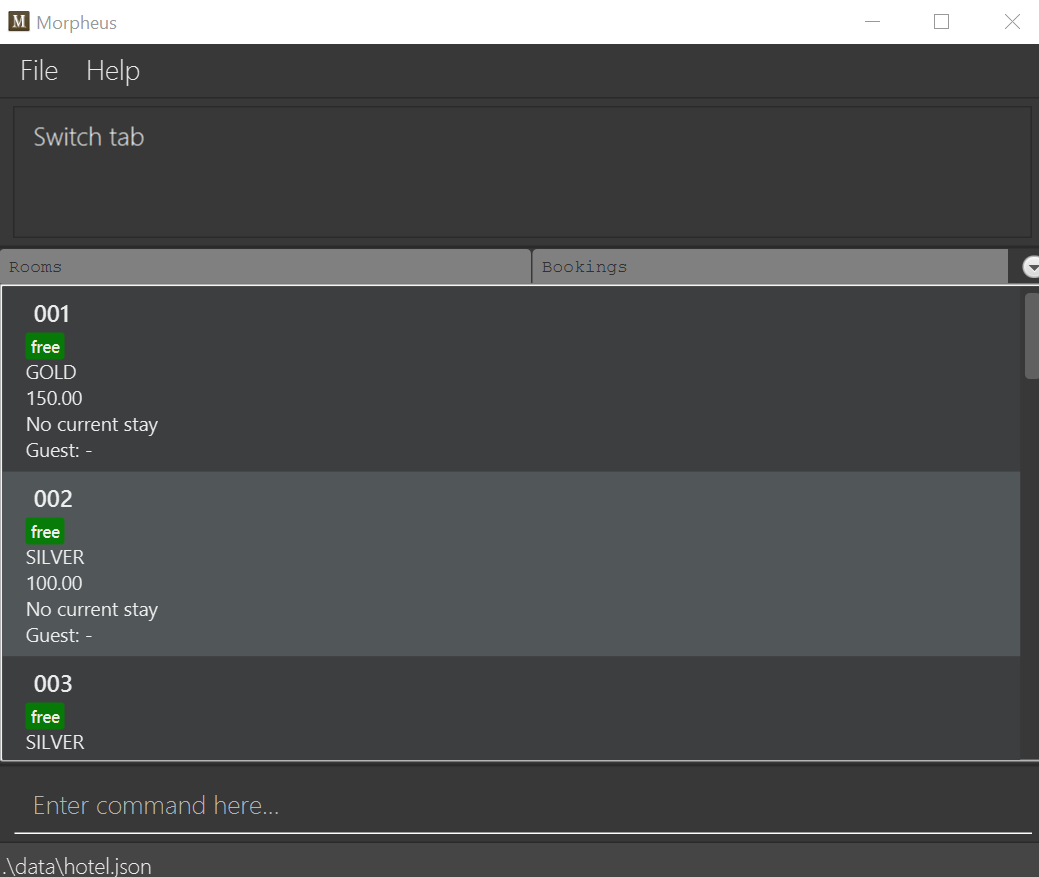 M Morpheus
File Help
Switch tab
Rooms Bookings
001
free
GOLD
150.00
No current stay
Guest: -
002
free
SILVER
100.00
No current stay
Guest: -
003
free
SILVER
Enter command here...
.\data\hotel.json